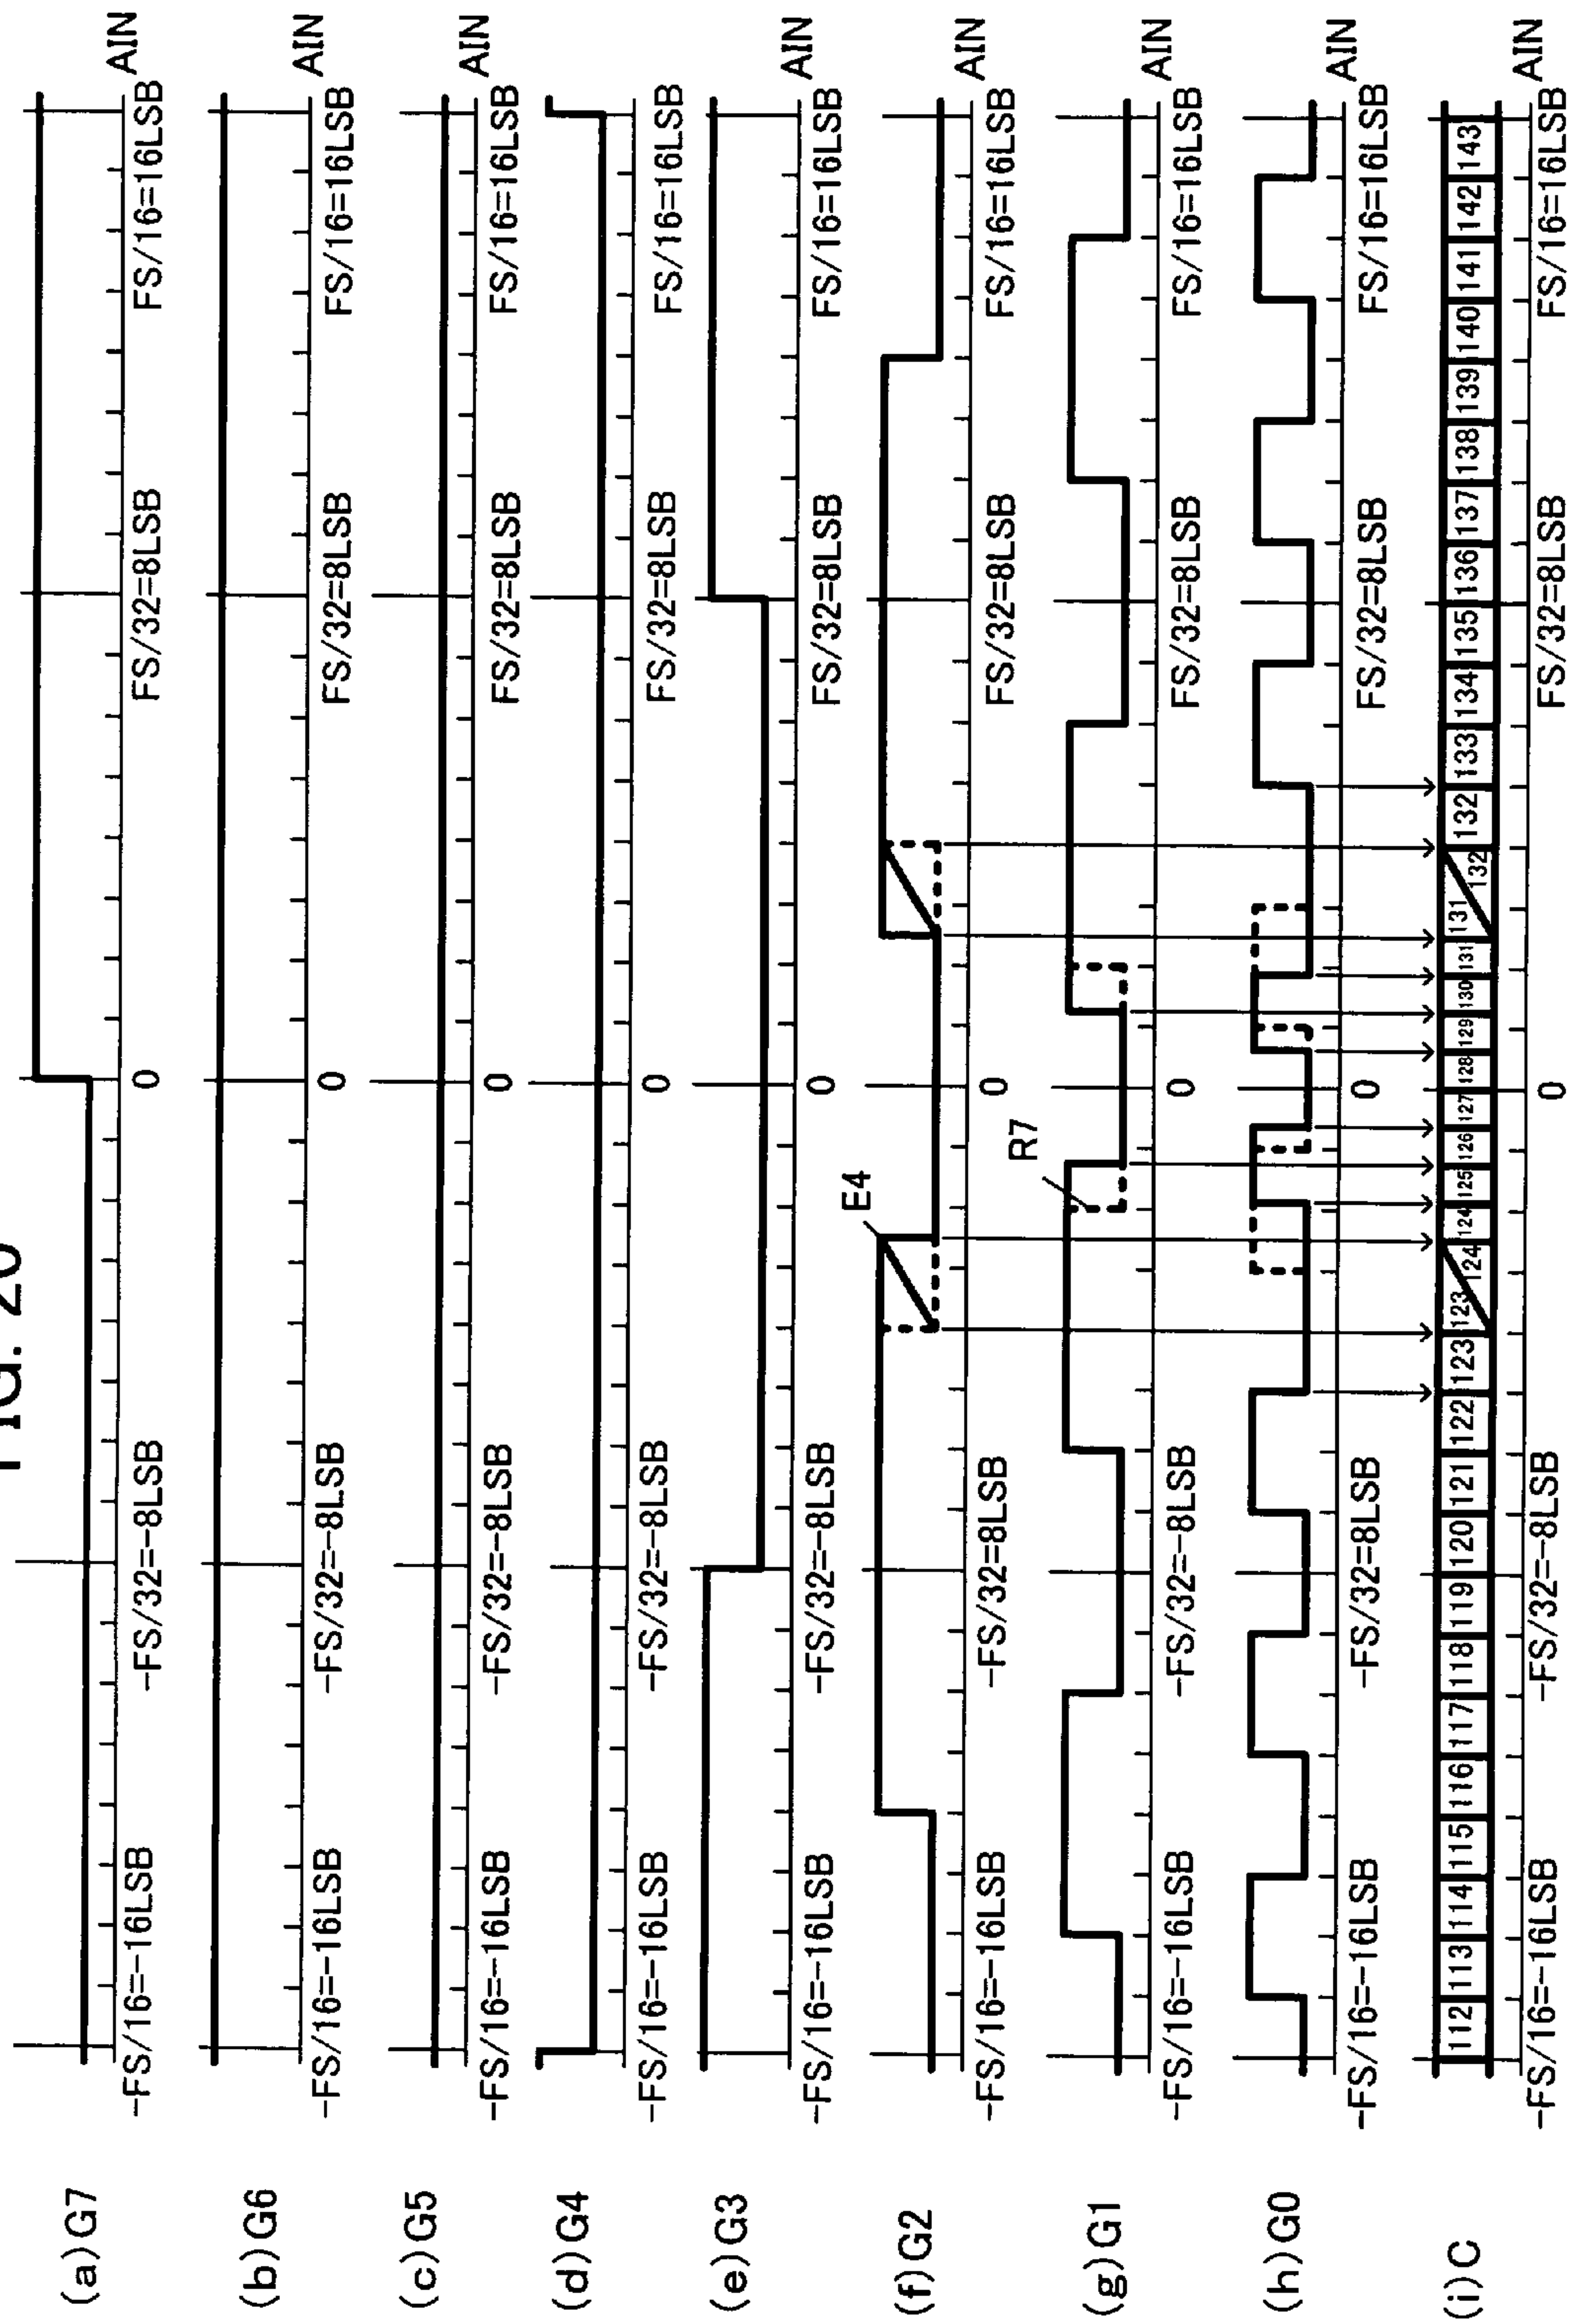 FIG. 20
(a)G7
-FS/16=-16LSB -FS/32=-8LSB 0 FS/32=8LSB FS/16=16LSB AIN
(b)G6
-FS/16=-16LSB -FS/32=-8LSB 0 FS/32=8LSB FS/16=16LSB AIN
(c)G5
-FS/16=-16LSB -FS/32=-8LSB 0 FS/32=8LSB FS/16=16LSB AIN
(d)G4
-FS/16=-16LSB -FS/32=-8LSB 0 FS/32=8LSB FS/16=16LSB
(e)G3
-FS/16=-16LSB -FS/32=-8LSB 0 FS/32=8LSB FS/16=16LSB AIN
E4
(f)G2
-FS/16=-16LSB -FS/32=8LSB 0 FS/32=8LSB FS/16=16LSB AIN
R7
(g)G1
-FS/16=-16LSB -FS/32=-8LSB 0 FS/32=8LSB FS/16=16LSB AIN
(h)G0
-FS/16=-16LSB -FS/32=8LSB 0 FS/32=8LSB FS/16=16LSB AIN
(i)C
112 113 114 115 116 117 118 119 120 121 122 123 123 124 124 125 126 127 128 129 130 131 131 132 132 133 134 135 136 137 138 139 140 141 142 143
-FS/16=-16LSB -FS/32=-8LSB 0 FS/32=8LSB FS/16=16LSB AIN